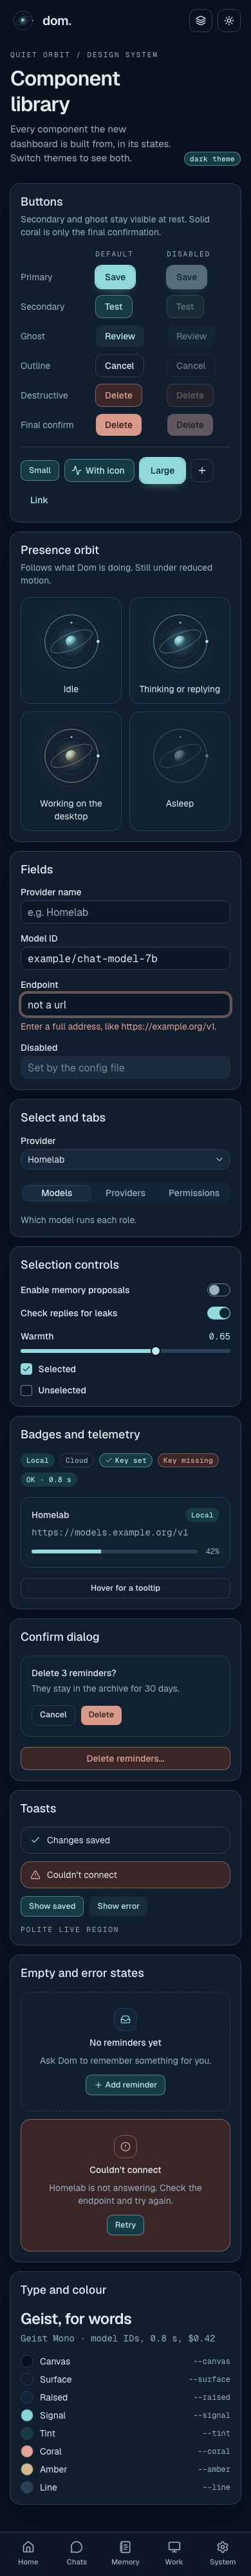 dom.
QUIET ORBIT / DESIGN SYSTEM
Component
library
Every component the new
dashboard is built from, in its states.
Switch themes to see both.
dark theme
Buttons
Secondary and ghost stay visible at rest. Solid
coral is only the final confirmation.
DEFAULT DISABLED
Primary Save Save
Secondary Test Test
Ghost Review Review
Outline Cancel Cancel
Destructive Delete Delete
Final confirm Delete Delete
Small With icon Large
Link
Presence orbit
Follows what Dom is doing. Still under reduced
motion.
Idle
Thinking or replying
Working on the
desktop
Asleep
Fields
Provider name
e.g. Homelab
Model ID
example/chat-model-7b
Endpoint
not a url
Enter a full address, like https://example.org/v1.
Disabled
Set by the config file
Select and tabs
Provider
Homelab
Models Providers Permissions
Which model runs each role.
Selection controls
Enable memory proposals
Check replies for leaks
Warmth 0.65
Selected
Unselected
Badges and telemetry
Local Cloud Key set Key missing
OK · 0.8 s
Homelab Local
https://models.example.org/v1
42%
Hover for a tooltip
Confirm dialog
Delete 3 reminders?
They stay in the archive for 30 days.
Cancel Delete
Delete reminders…
Toasts
Changes saved
Couldn't connect
Show saved Show error
POLITE LIVE REGION
Empty and error states
No reminders yet
Ask Dom to remember something for you.
Add reminder
Couldn't connect
Homelab is not answering. Check the
endpoint and try again.
Retry
Type and colour
Geist, for words
Geist Mono · model IDs, 0.8 s, $0.42
Canvas --canvas
Surface --surface
Raised --raised
Signal --signal
Tint --tint
Coral --coral
Amber --amber
Line --line
Home Chats Memory Work System